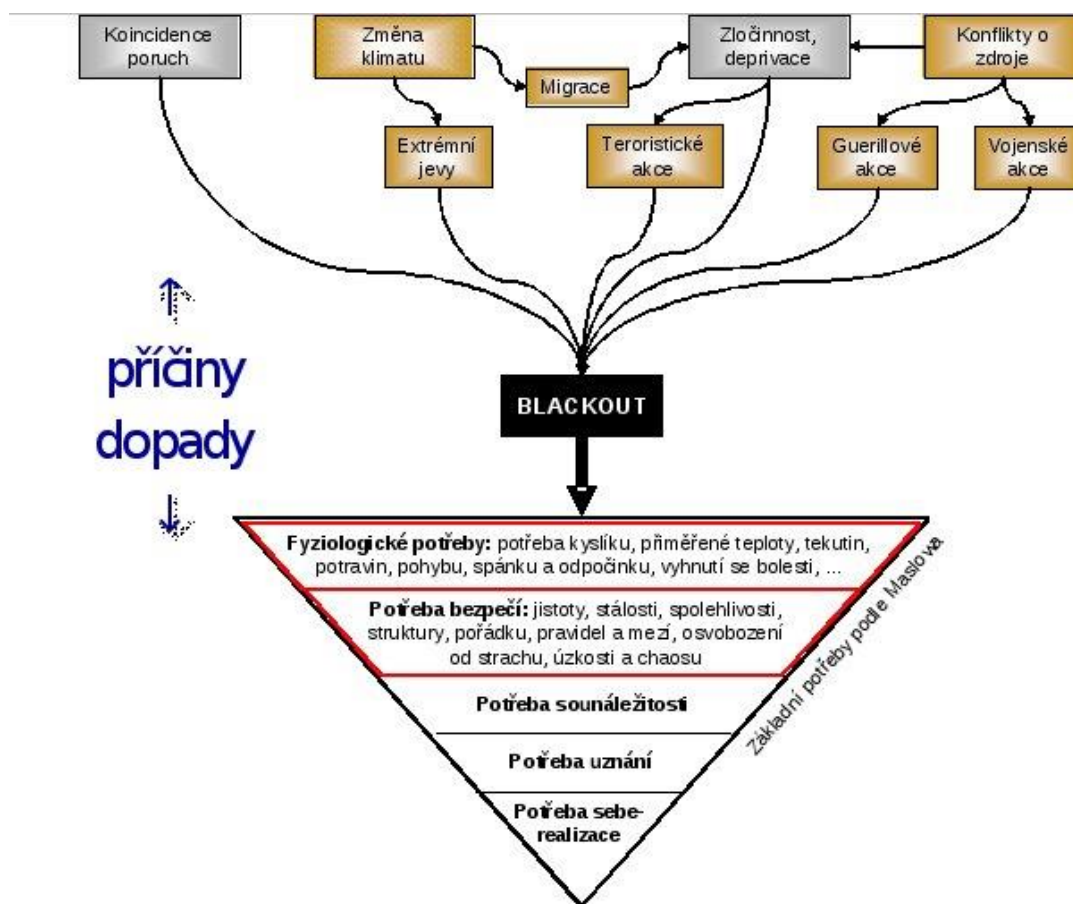 Koincidence
poruch
Změna
klimatu
Zločinnost,
deprivace
Konflikty o
zdroje
Migrace
Extrémní
jevy
Teroristické
akce
Guerillové
akce
Vojenské
akce
příčiny
dopady
BLACKOUT
Fyziologické potřeby: potřeba kyslíku, přiměřené teploty, tekutin,
potravin, pohybu, spánku a odpočinku, vyhnutí se bolesti, ...
Potřeba bezpečí: jistoty, stálosti, spolehlivosti,
struktury, pořádku, pravidel a mezí, osvobození
od strachu, úzkosti a chaosu
Potřeba sounáležitosti
Potřeba uznání
Potřeba sebe-
realizace
Základní potřeby podle Maslova